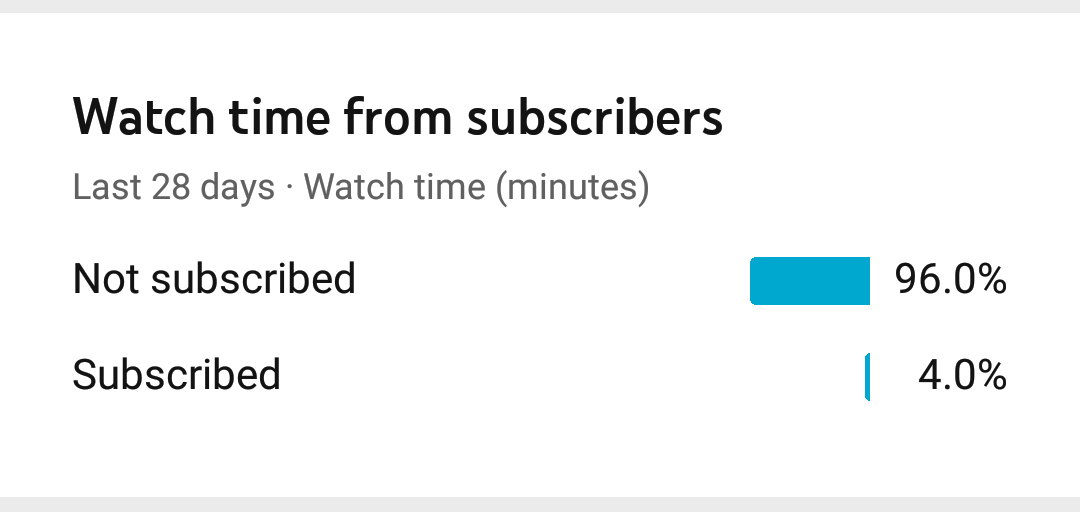 Watch time from subscribers
Last 28 days · Watch time (minutes)
Not subscribed 96.0%
Subscribed 4.0%